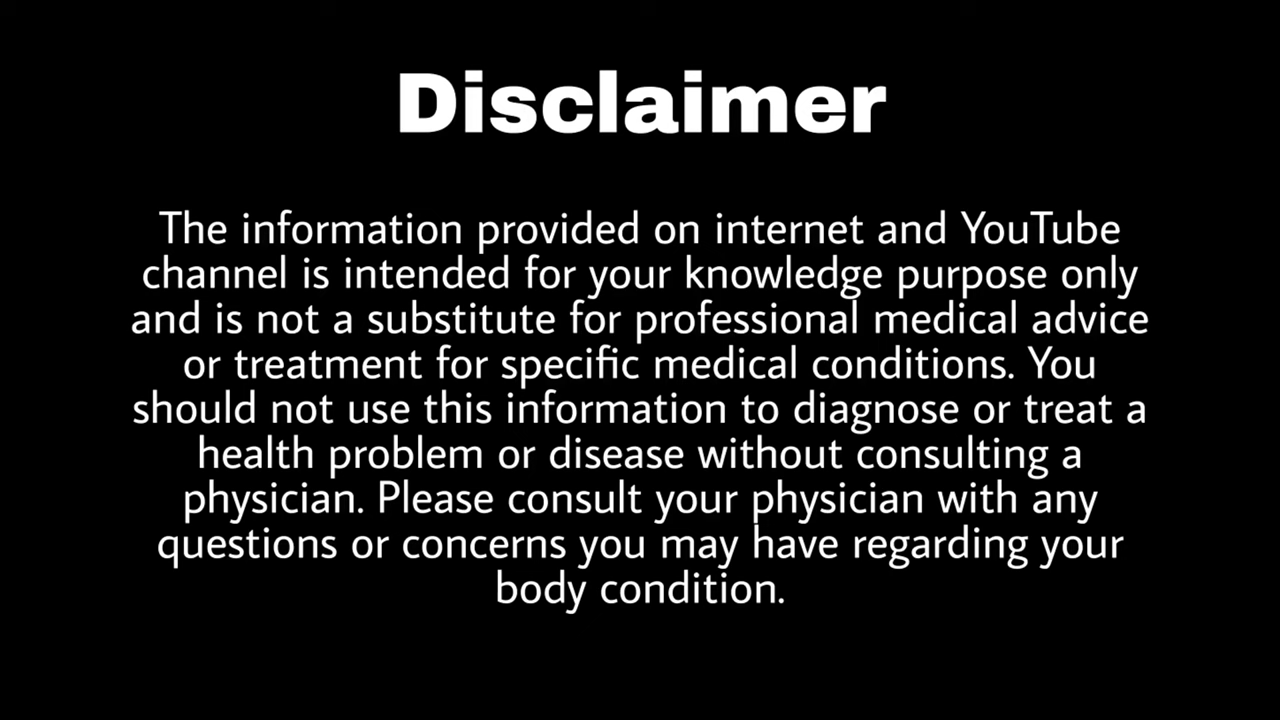 Disclaimer
The information provided on internet and YouTube
channel is intended for your knowledge purpose only
and is not a substitute for professional medical advice
or treatment for specific medical conditions. You
should not use this information to diagnose or treat a
health problem or disease without consulting a
physician. Please consult your physician with any
questions or concerns you may have regarding your
body condition.